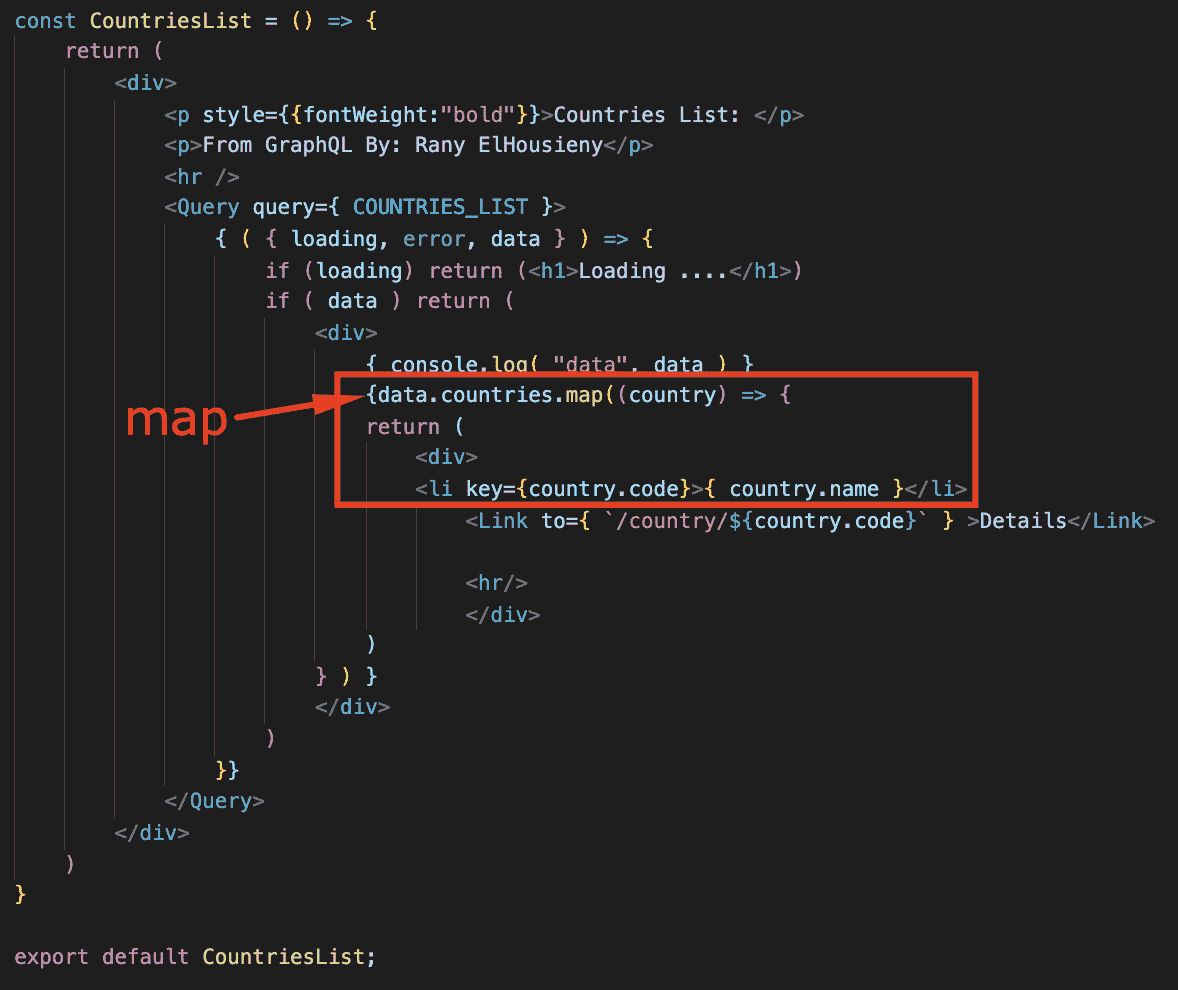 const CountriesList = () => {
return (
<div>
<p style={{fontWeight:"bold"}}>Countries List: </p>
<p>From GraphQL By: Rany ElHousieny</p>
<hr />
<Query query={ COUNTRIES_LIST }>
{ ( { loading, error, data } ) => {
if (loading) return (<h1>Loading ....</h1>)
if ( data ) return (
<div>
{ console.log( "data", data ) }
{data.countries.map((country) => {
map
return (
<div>
<li key={country.code}>{ country.name }</li>
<Link to={ `/country/${country.code}` } >Details</Link>
<hr/>
</div>
)
} ) }
</div>
)
}}
</Query>
</div>
)
}
export default CountriesList;